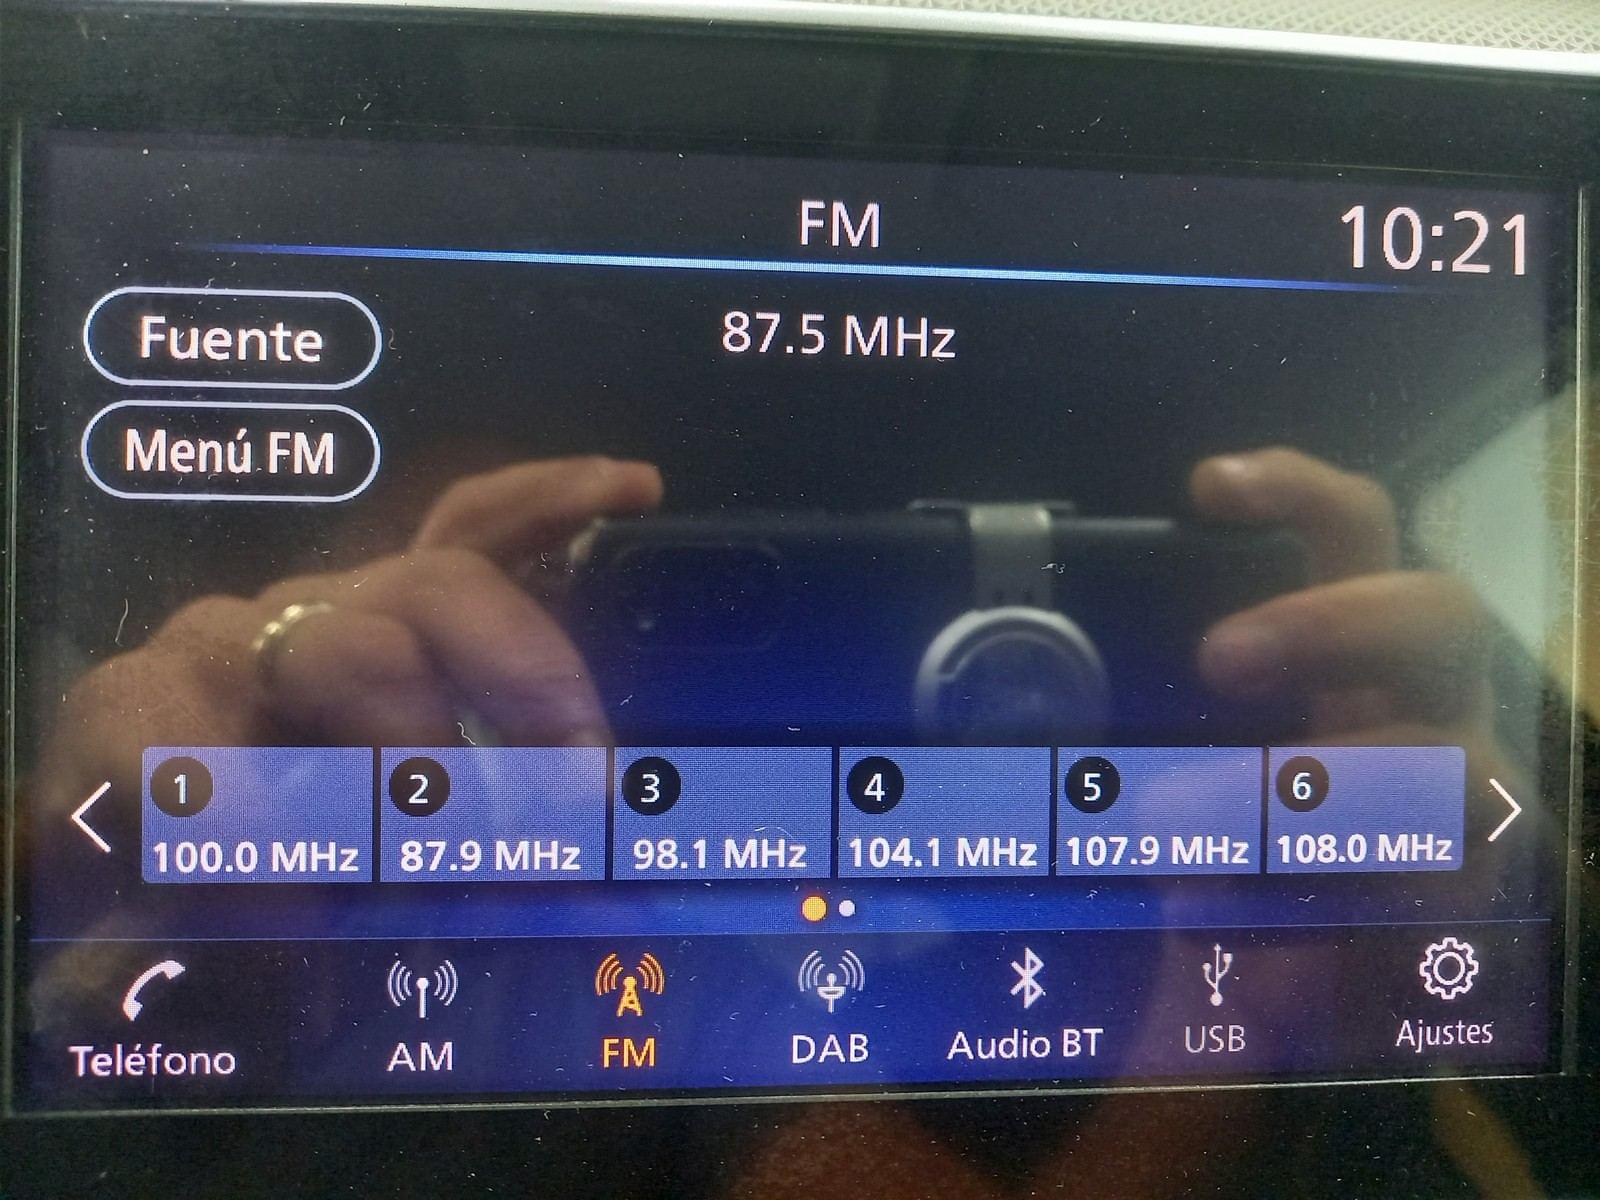 FM
10:21
Fuente
87.5 MHz
Menú FM
1
2
3
4
5
6
100.0 MHz
87.9 MHz
98.1 MHz
104.1 MHz
107.9 MHz
108.0 MHz
Teléfono
AM
FM
DAB
Audio BT
USB
Ajustes